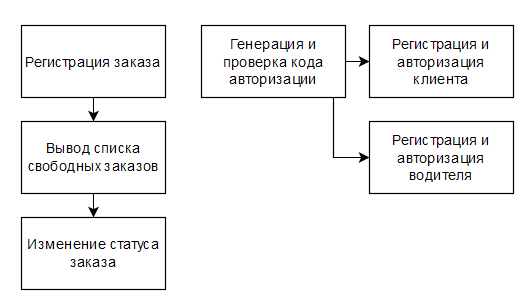 Регистрация заказа
Вывод списка
свободных заказов
Изменение статуса
заказа
Генерация и
проверка кода
авторизации
Регистрация и
авторизация
клиента
Регистрация и
авторизация
водителя